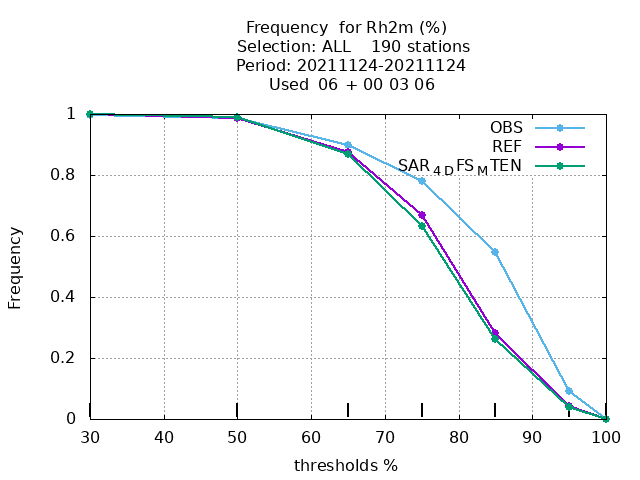 Frequency  for Rh2m (%)
Selection: ALL    190 stations
Period: 20211124-20211124
Used  06 + 00 03 06
OBS
REF
SAR4DFSMTEN
Frequency
1
0.8
0.6
0.4
0.2
0
30 40 50 60 70 80 90 100
thresholds %